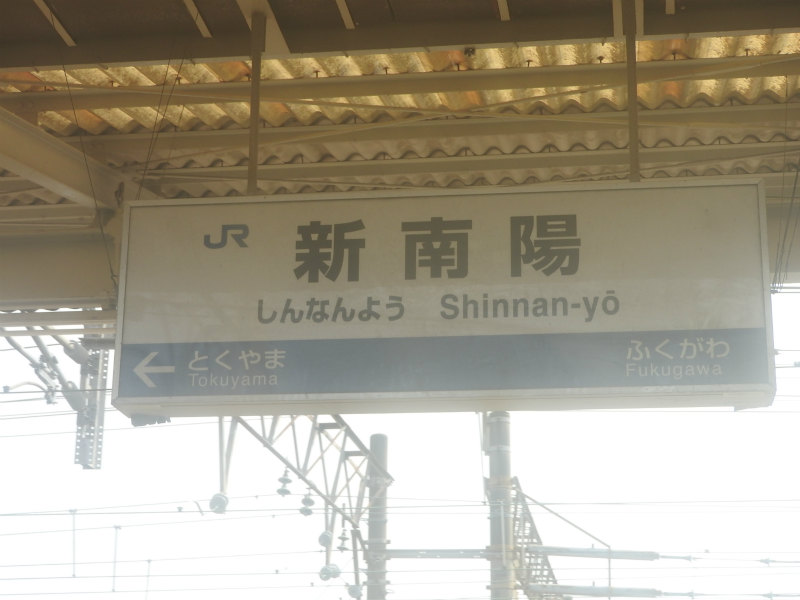 JR 新南陽
しんなんよう Shinnan-yō
← とくやま ふくがわ
Tokuyama Fukugawa